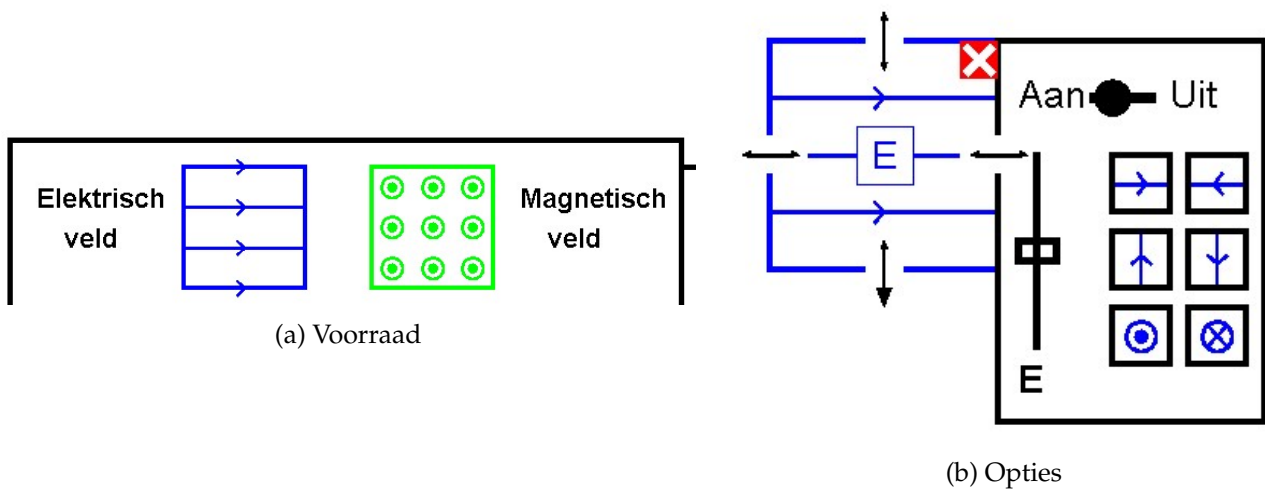 Elektrisch
veld
Magnetisch
veld
(a) Voorraad
E
Aan Uit
E
(b) Opties